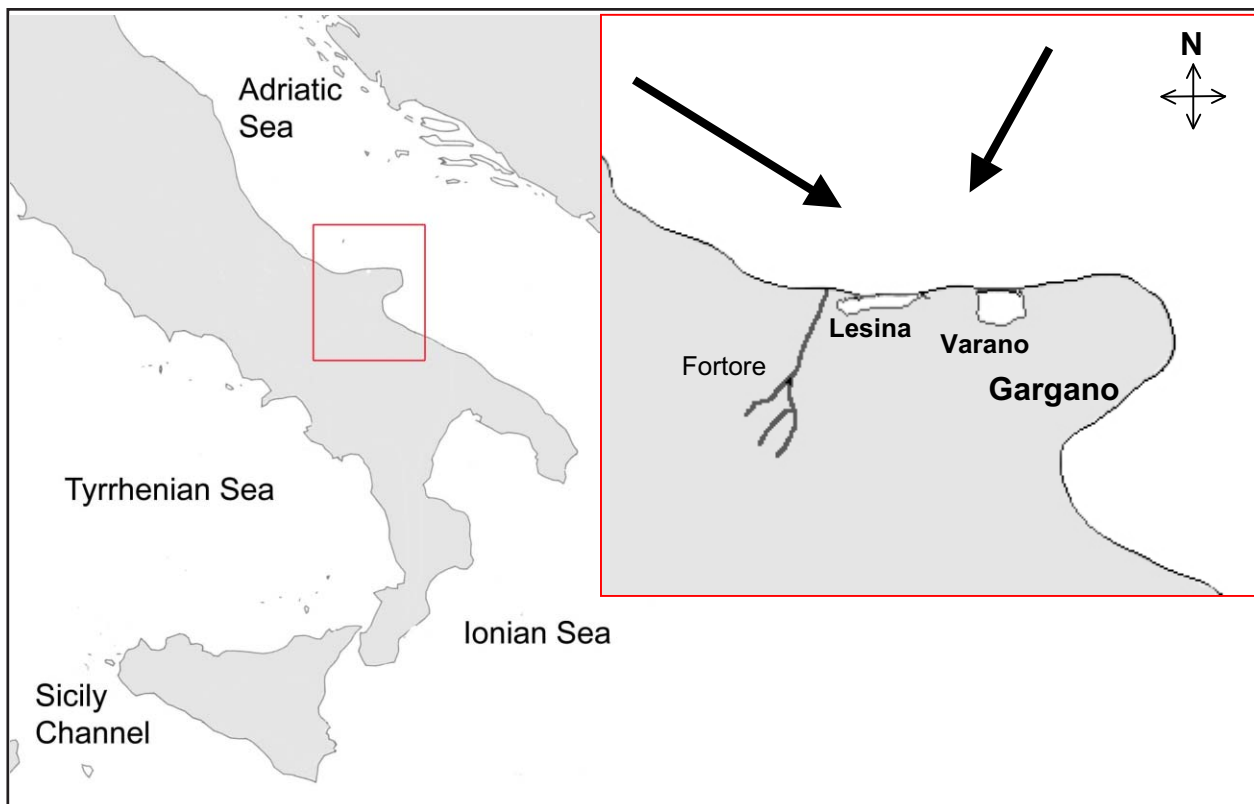 Adriatic
Sea
Tyrrhenian Sea
Ionian Sea
Sicily
Channel
N
Lesina
Varano
Fortore
Gargano